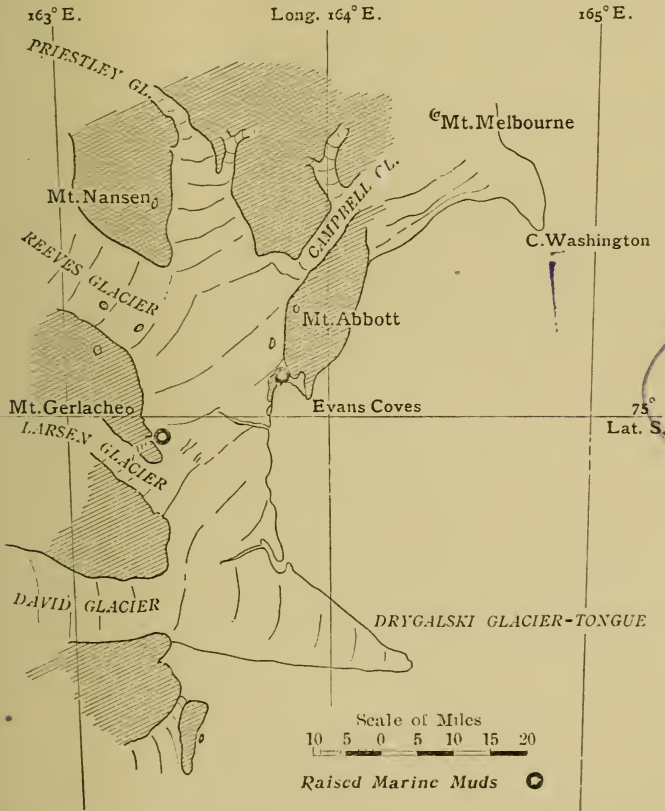 163° E.
Long. 164° E.
165° E.
PRIESTLEY GL.
Mt. Melbourne
Mt. Nansen
CAMPBELL GL.
C. Washington
REEVES GLACIER
Mt. Abbott
Mt. Gerlache
Evans Coves
75°
Lat. S.
LARSEN GLACIER
DAVID GLACIER
DRYGALSKI GLACIER-TONGUE
Scale of Miles
10 5 0 5 10 15 20
Raised Marine Muds